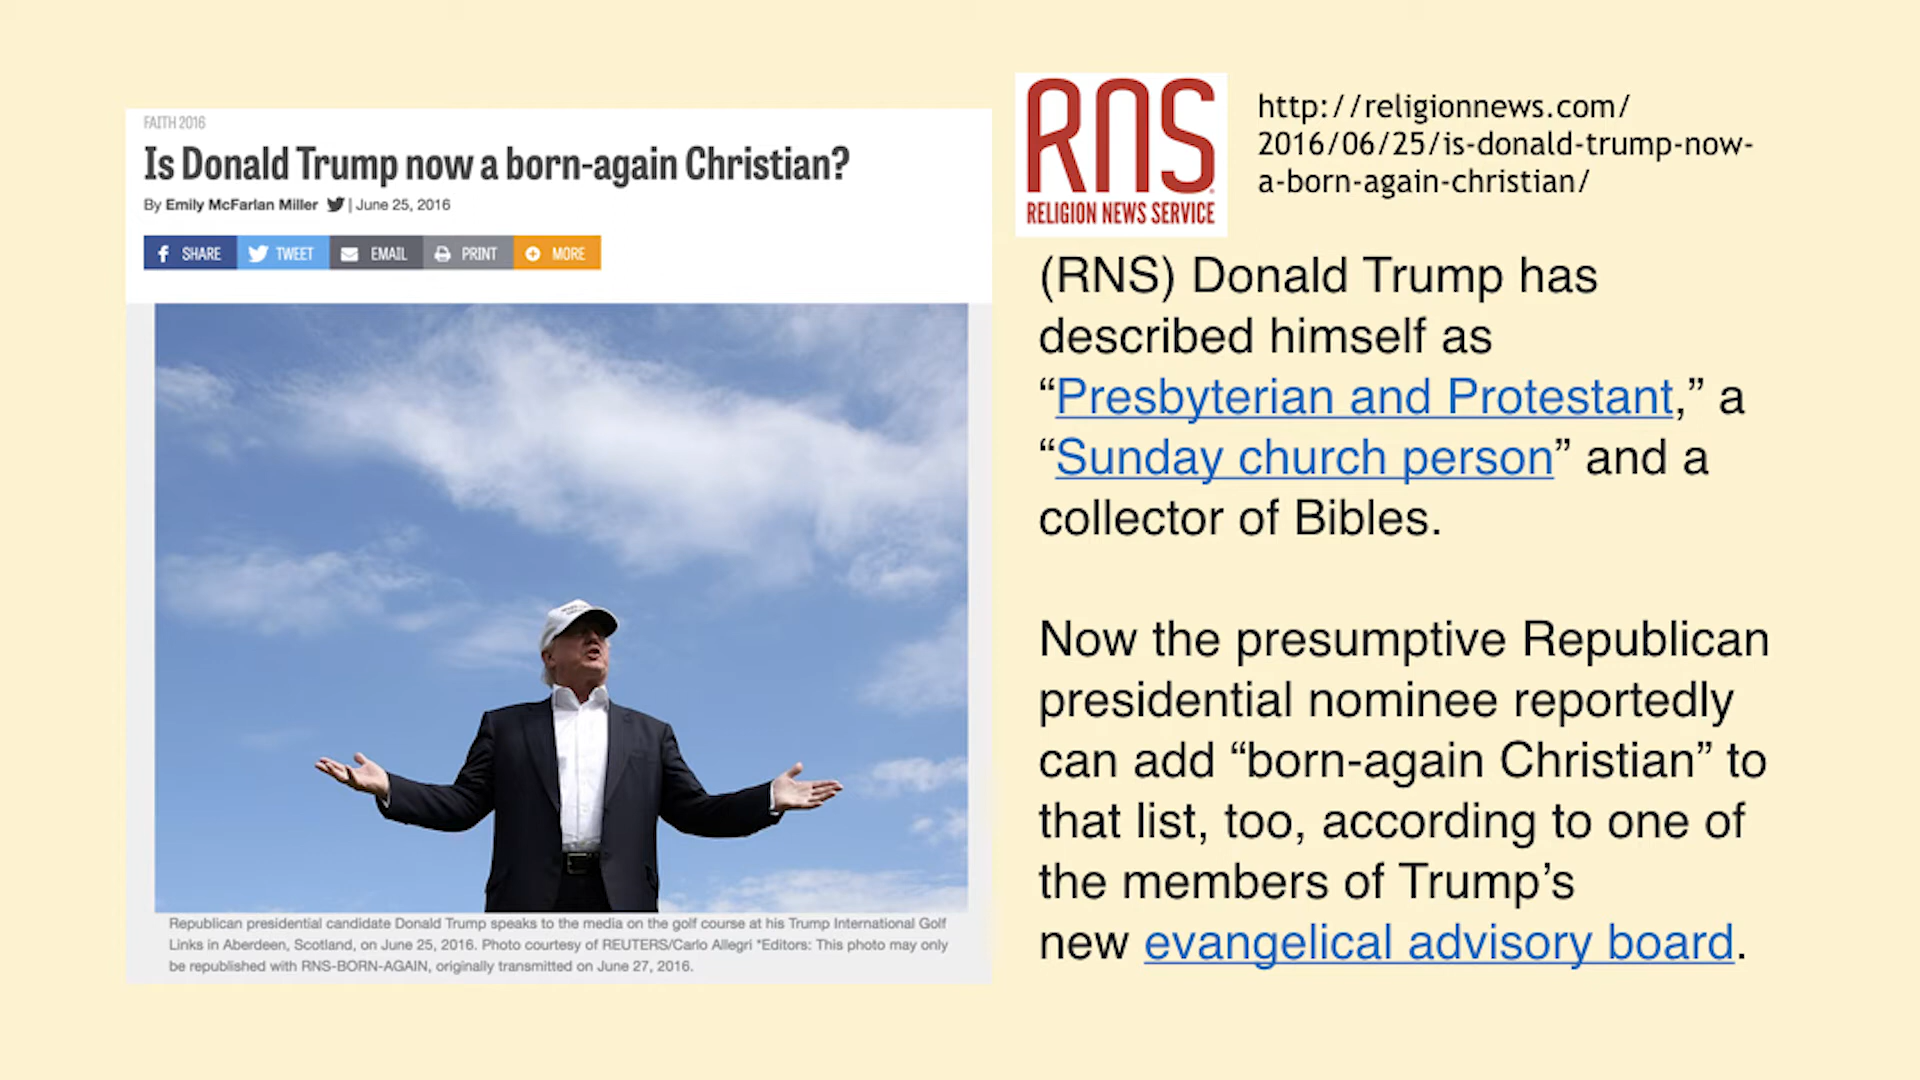 FAITH 2016
Is Donald Trump now a born-again Christian?
By Emily McFarlan Miller | June 25, 2016
SHARE TWEET EMAIL PRINT MORE
Republican presidential candidate Donald Trump speaks to the media on the golf course at his Trump International Golf
Links in Aberdeen, Scotland, on June 25, 2016. Photo courtesy of REUTERS/Carlo Allegri *Editors: This photo may only
be republished with RNS-BORN-AGAIN, originally transmitted on June 27, 2016.
RNS
RELIGION NEWS SERVICE
http://religionnews.com/
2016/06/25/is-donald-trump-now-
a-born-again-christian/
(RNS) Donald Trump has
described himself as
“Presbyterian and Protestant,” a
“Sunday church person” and a
collector of Bibles.
Now the presumptive Republican
presidential nominee reportedly
can add “born-again Christian” to
that list, too, according to one of
the members of Trump’s
new evangelical advisory board.